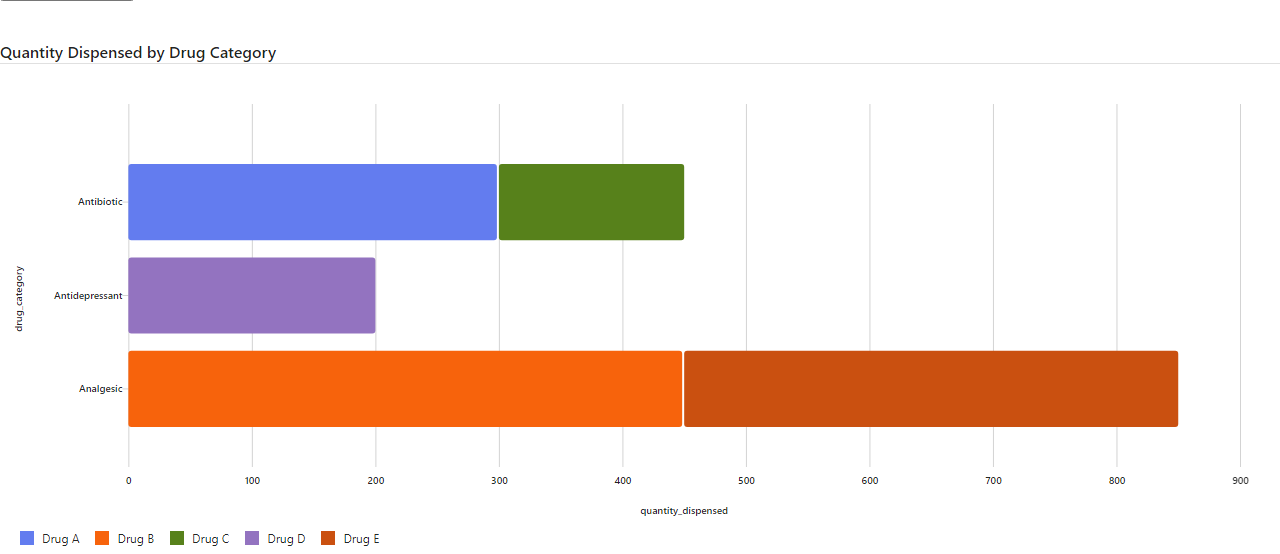 Quantity Dispensed by Drug Category
Antibiotic
Antidepressant
Analgesic
drug_category
0 100 200 300 400 500 600 700 800 900
quantity_dispensed
Drug A Drug B Drug C Drug D Drug E